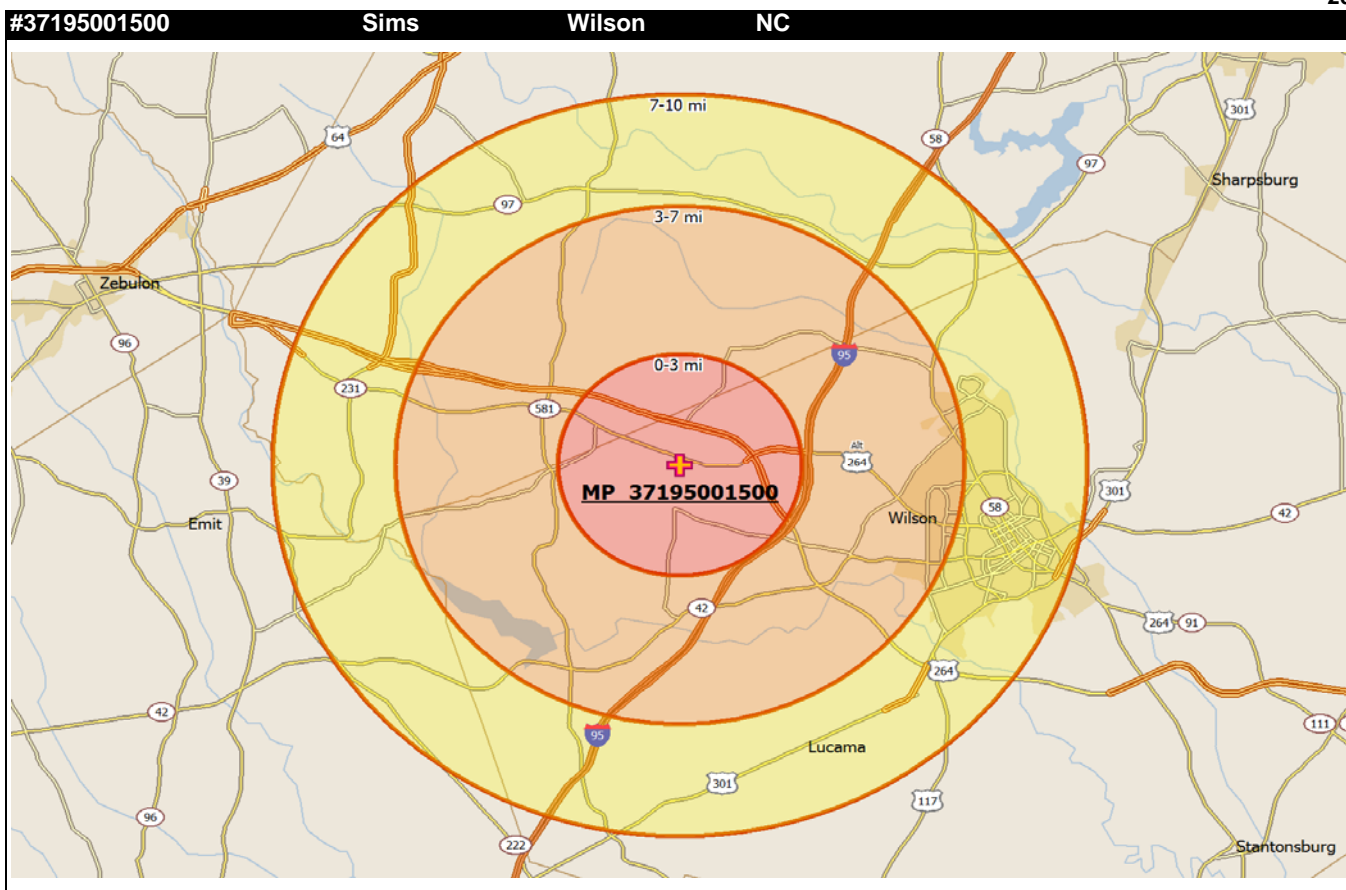 #37195001500 Sims Wilson NC
7-10 mi
301
64
58
97
Sharpsburg
97
3-7 mi
Zebulon
96
95
0-3 mi
231
581
Alt
264
MP 37195001500
39
301
58
42
Emit
Wilson
42
264
91
264
42
111
95
Lucama
301
117
96
222
Stantonsburg